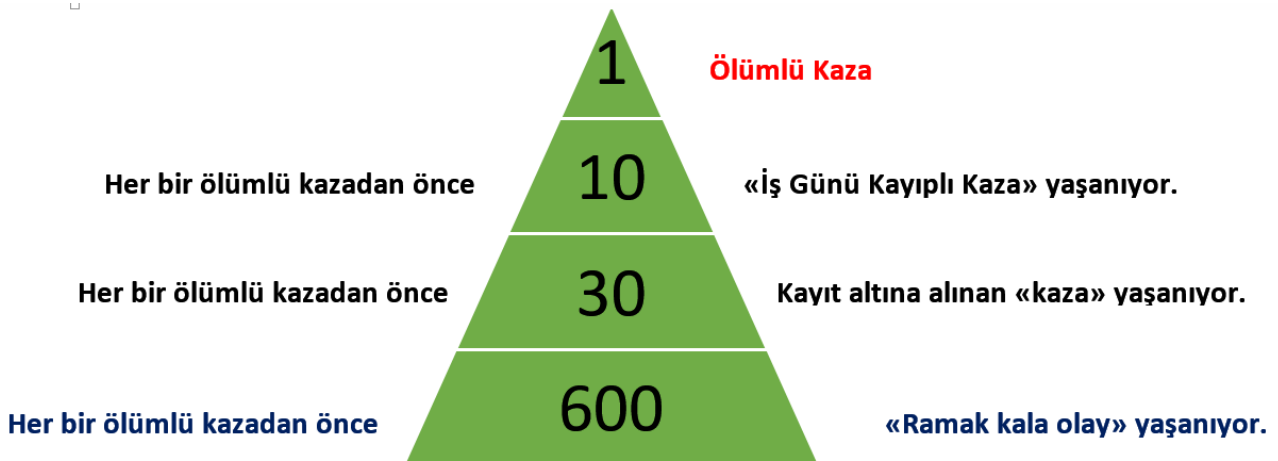 1
Ölümlü Kaza
Her bir ölümlü kazadan önce 10 «İş Günü Kayıplı Kaza» yaşanıyor.
Her bir ölümlü kazadan önce 30 Kayıt altına alınan «kaza» yaşanıyor.
Her bir ölümlü kazadan önce 600 «Ramak kala olay» yaşanıyor.